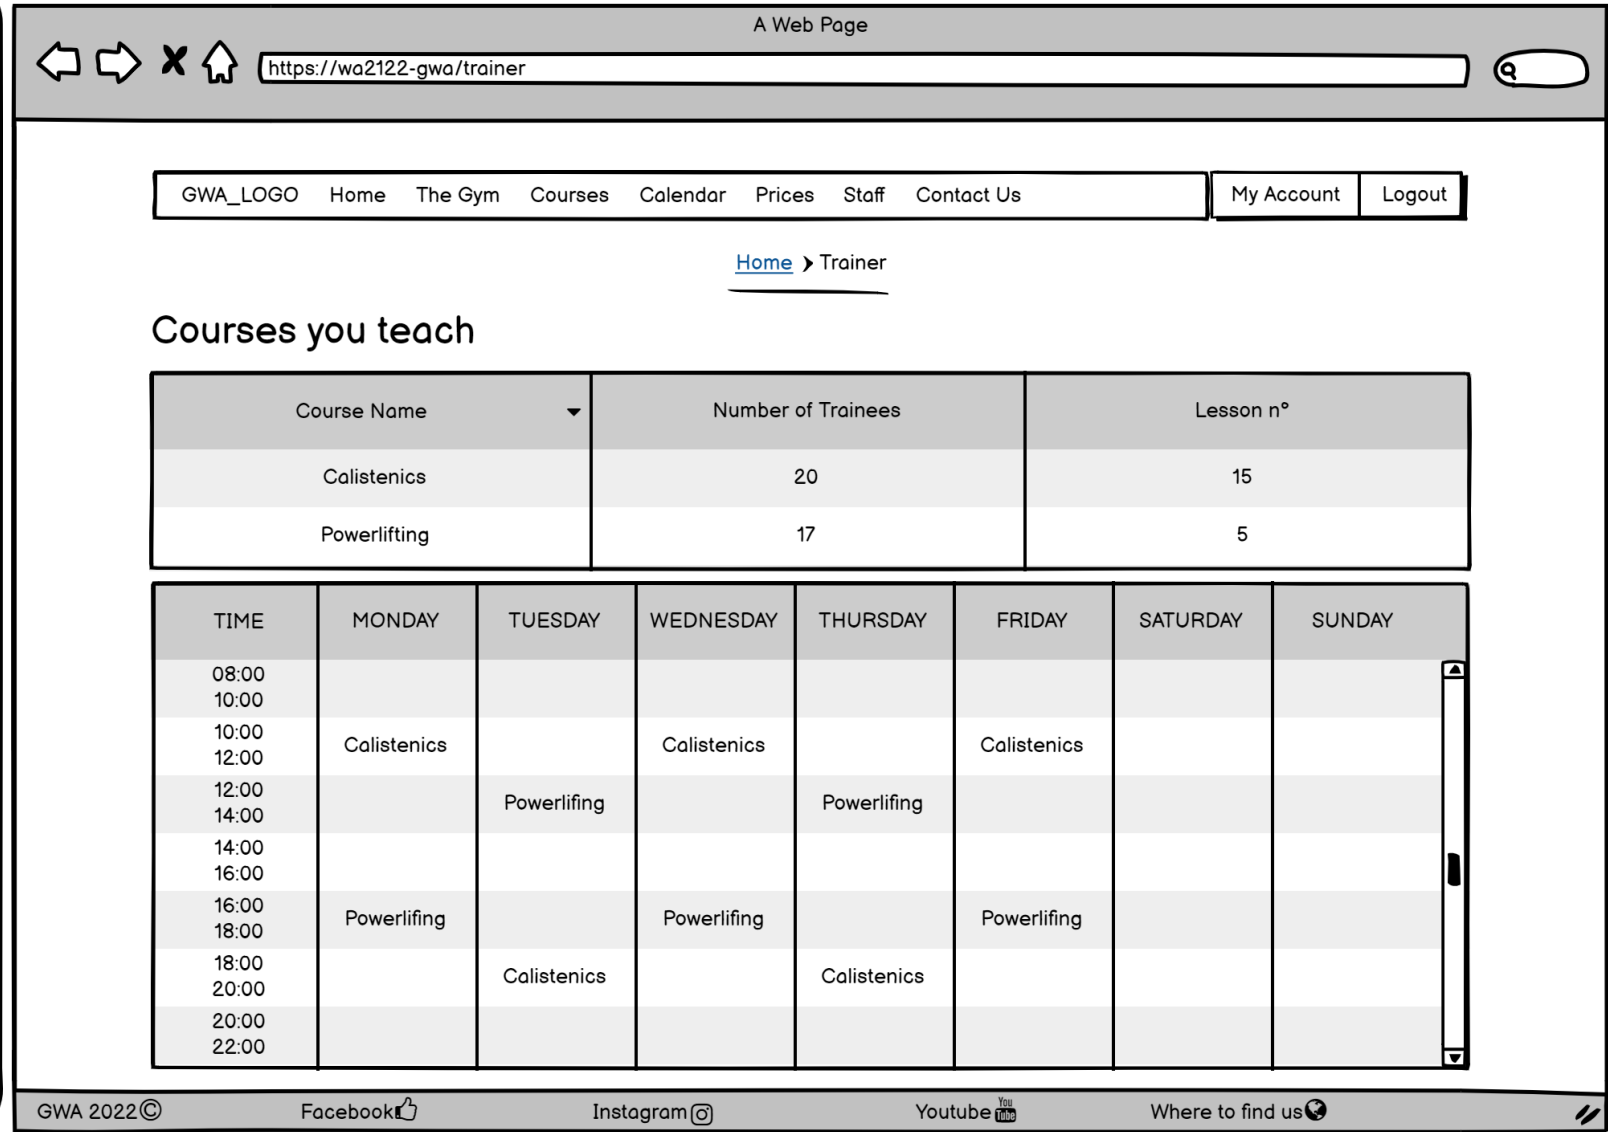 A Web Page
https://wa2122-gwa/trainer
GWA_LOGO Home The Gym Courses Calendar Prices Staff Contact Us My Account Logout
Home Trainer
Courses you teach
Course Name Number of Trainees Lesson n°
Calistenics 20 15
Powerlifting 17 5
TIME MONDAY TUESDAY WEDNESDAY THURSDAY FRIDAY SATURDAY SUNDAY
08:00
10:00
10:00
12:00
Calistenics Calistenics Calistenics
12:00
14:00
Powerlifing Powerlifing
14:00
16:00
16:00
18:00
Powerlifing Powerlifing Powerlifing
18:00
20:00
Calistenics Calistenics
20:00
22:00
GWA 2022© Facebook Instagram Youtube You Tube Where to find us